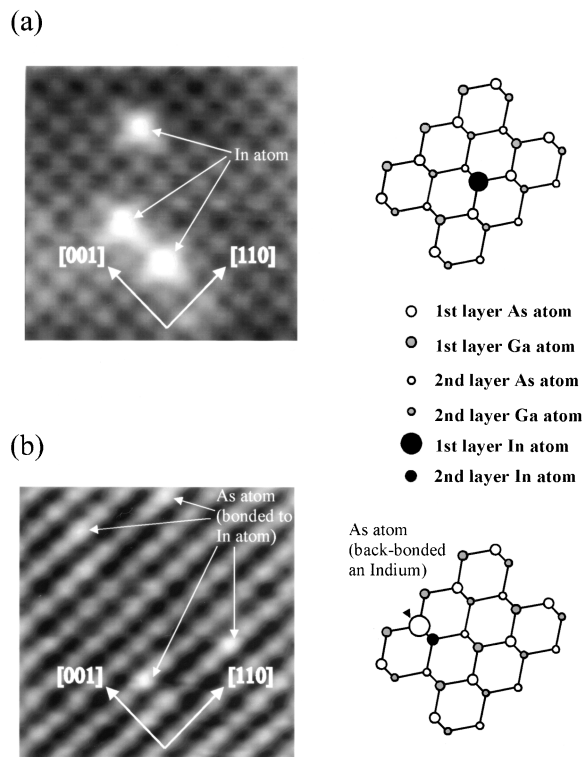 (a)
In atom
[001]
[110]
1st layer As atom
1st layer Ga atom
2nd layer As atom
2nd layer Ga atom
1st layer In atom
2nd layer In atom
(b)
As atom
(bonded to
In atom)
[001]
[110]
As atom
(back-bonded
an Indium)